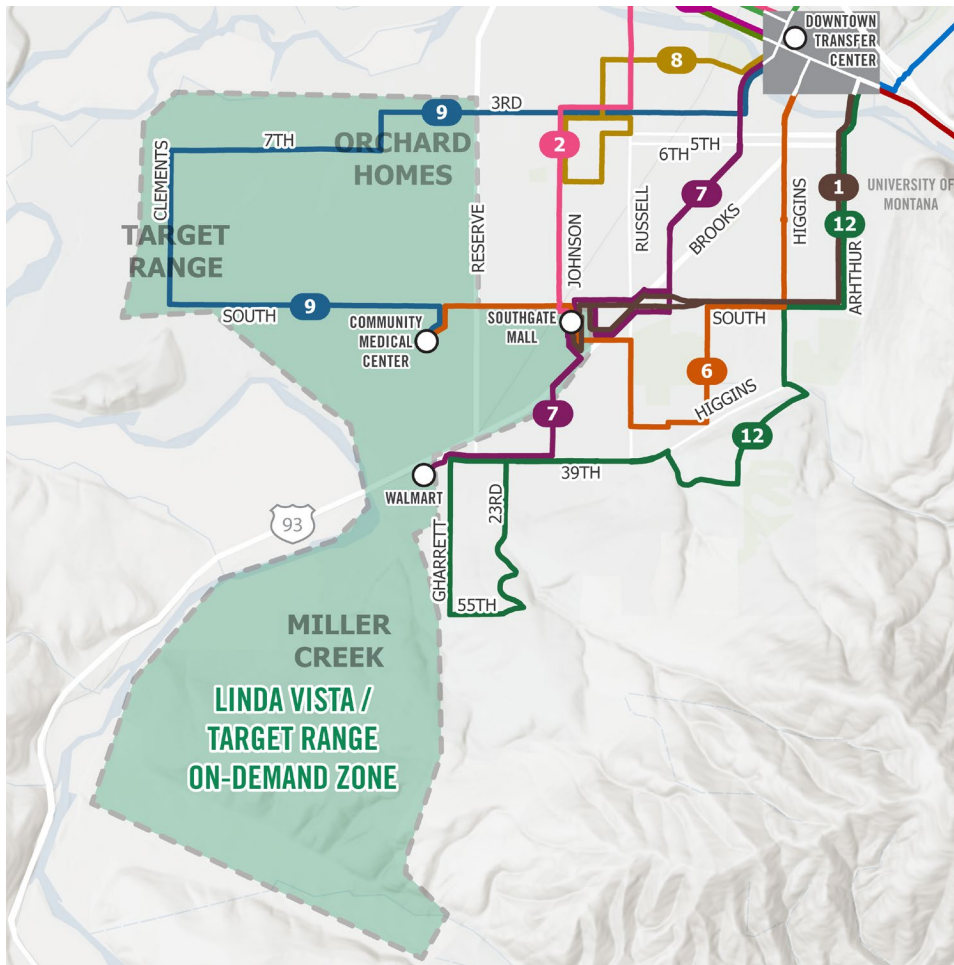 DOWNTOWN
TRANSFER
CENTER
8
9
3RD
ORCHARD
HOMES
7TH
2
5TH
6TH
7
1
UNIVERSITY OF
MONTANA
12
CLEMENTS
TARGET
RANGE
RESERVE
JOHNSON
RUSSELL
BROOKS
HIGGINS
ARHTHUR
SOUTH
9
COMMUNITY
MEDICAL
CENTER
SOUTHGATE
MALL
SOUTH
6
HIGGINS
7
12
39TH
WALMART
93
23RD
GHARRETT
55TH
MILLER
CREEK
LINDA VISTA /
TARGET RANGE
ON-DEMAND ZONE